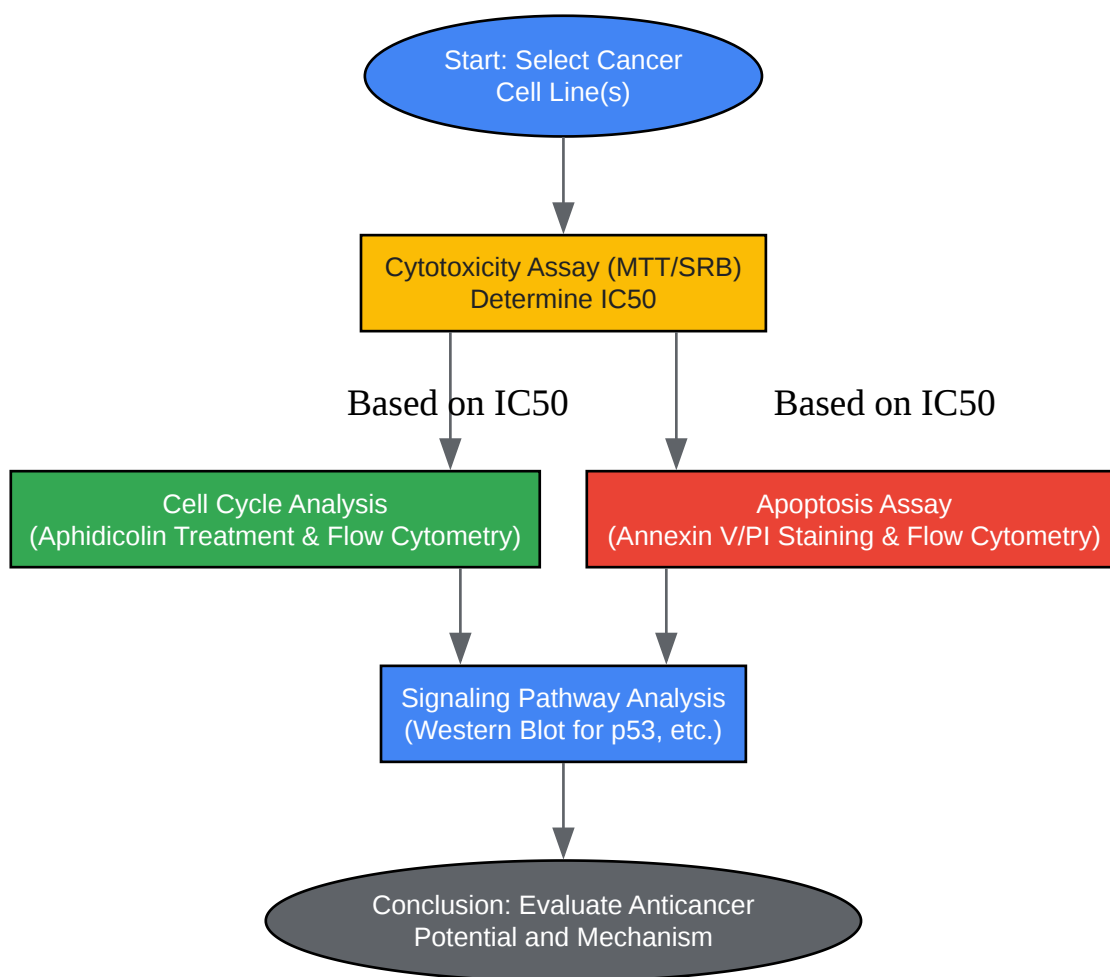 Start: Select Cancer
Cell Line(s)
Cytotoxicity Assay (MTT/SRB)
Determine IC50
Based on IC50
Based on IC50
Cell Cycle Analysis
(Aphidicolin Treatment & Flow Cytometry)
Apoptosis Assay
(Annexin V/PI Staining & Flow Cytometry)
Signaling Pathway Analysis
(Western Blot for p53, etc.)
Conclusion: Evaluate Anticancer
Potential and Mechanism